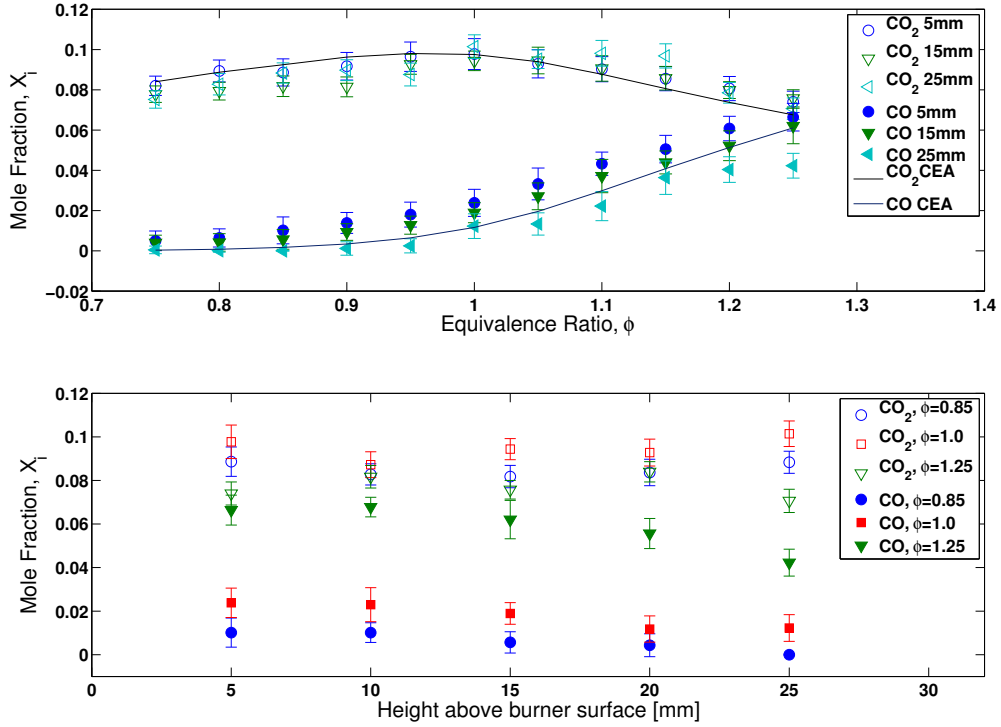 0.12
0.1
0.08
0.06
0.04
0.02
0
−0.02
Mole Fraction, Xi
0.7
0.8
0.9
1
1.1
1.2
1.3
1.4
Equivalence Ratio, ϕ
CO2 5mm
CO2 15mm
CO2 25mm
CO 5mm
CO 15mm
CO 25mm
CO2CEA
CO CEA
0.12
0.1
0.08
0.06
0.04
0.02
0
Mole Fraction, Xi
0
5
10
15
20
25
30
Height above burner surface [mm]
CO2, ϕ=0.85
CO2, ϕ=1.0
CO2, ϕ=1.25
CO, ϕ=0.85
CO, ϕ=1.0
CO, ϕ=1.25